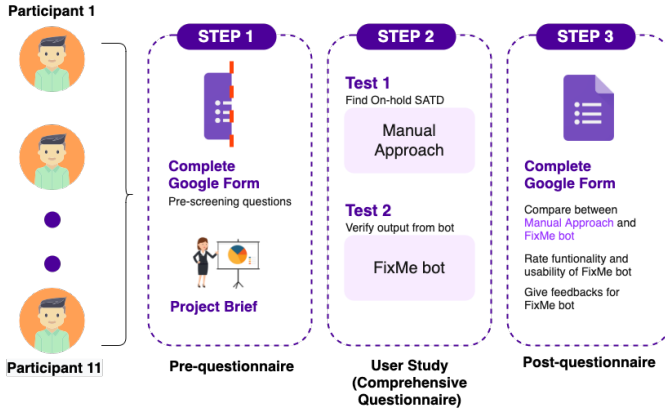 Participant 1
Participant 11
STEP 1
Complete
Google Form
Pre-screening questions
Project Brief
Pre-questionnaire
STEP 2
Test 1
Find On-hold SATD
Manual
Approach
Test 2
Verify output from bot
FixMe bot
User Study
(Comprehensive
Questionnaire)
STEP 3
Complete
Google Form
Compare between
Manual Approach and
FixMe bot
Rate funtionality and
usability of FixMe bot
Give feedbacks for
FixMe bot
Post-questionnaire